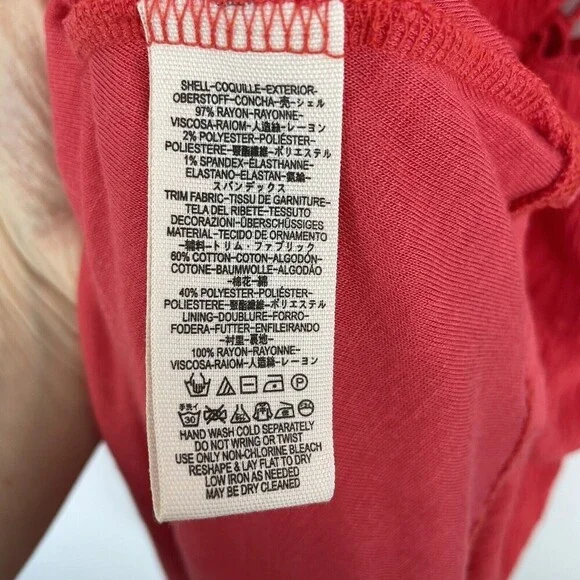 SHELL-COQUILLE-EXTERIOR-
OBERSTOFF-CONCHA-売-シェル
97% RAYON-RAYONNE-
VISCOSA-RAIOM-人造絲-レーヨン
2% POLYESTER-POLIÉSTER-
POLIESTERE-聚酯纖維-ポリエステル
1% SPANDEX-ÉLASTHANNE-
ELASTANO-ELASTAN-氨綸-
スパンデックス
TRIM FABRIC-TISSU DE GARNITURE-
TELA DEL RIBETE-TESSUTO
DECORAZIONI-ÜBERSCHÜSSIGES
MATERIAL-TECIDO DE ORNAMENTO
-輔料-トリム・ファブリック
60% COTTON-COTON-ALGODÓN-
COTONE-BAUMWOLLE-ALGODÃO
-棉花-綿
40% POLYESTER-POLIÉSTER-
POLIESTERE-聚酯纖維-ポリエステル
LINING-DOUBLURE-FORRO-
FODERA-FUTTER-ENFILEIRANDO
-衬里-裏地-
100% RAYON-RAYONNE-
VISCOSA-RAIOM-人造絲-レーヨン
P
手洗イ 30
HAND WASH COLD SEPARATELY
DO NOT WRING OR TWIST
USE ONLY NON-CHLORINE BLEACH
RESHAPE & LAY FLAT TO DRY
LOW IRON AS NEEDED
MAY BE DRY CLEANED